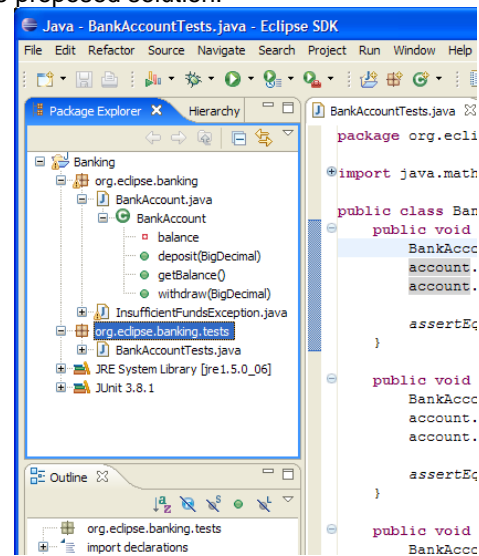 s proposed solution.
Java - BankAccountTests.java - Eclipse SDK
File Edit Refactor Source Navigate Search Project Run Window Help
Package Explorer
Hierarchy
Banking
org.eclipse.banking
BankAccount.java
BankAccount
balance
deposit(BigDecimal)
getBalance()
withdraw(BigDecimal)
InsufficientFundsException.java
org.eclipse.banking.tests
BankAccountTests.java
JRE System Library [jre1.5.0_06]
JUnit 3.8.1
Outline
org.eclipse.banking.tests
import declarations
BankAccountTests.java
package org.ecli
import java.math
public class Ban
public void
BankAcco
account.
account.
assertEq
}
public void
BankAcco
account.
account.
assertEq
}
public void
BankAcco